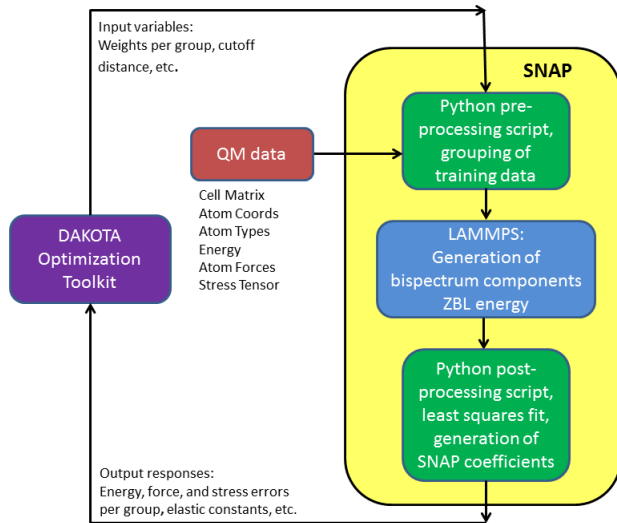 Input variables:
Weights per group, cutoff
distance, etc.
SNAP
Python pre-
processing script,
grouping of
training data
QM data
Cell Matrix
Atom Coords
Atom Types
Energy
Atom Forces
Stress Tensor
DAKOTA
Optimization
Toolkit
LAMMPS:
Generation of
bispectrum components
ZBL energy
Python post-
processing script,
least squares fit,
generation of
SNAP coefficients
Output responses:
Energy, force, and stress errors
per group, elastic constants, etc.